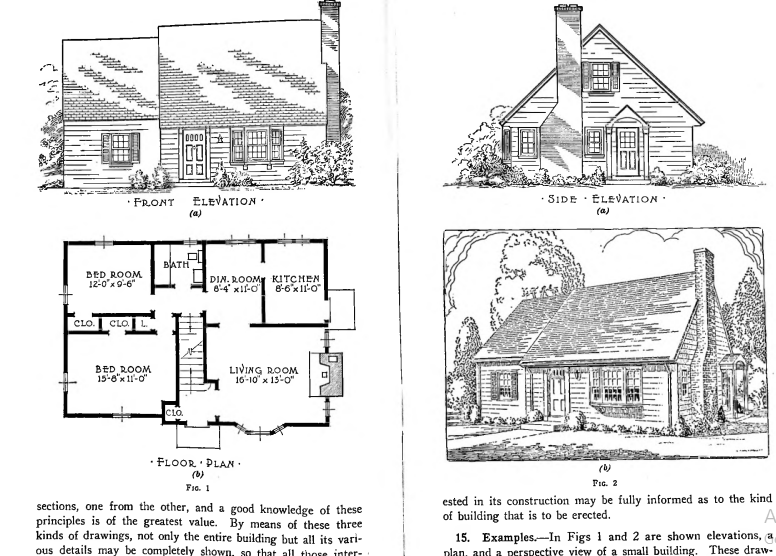 · FRONT ELEVATION ·
(a)
BED ROOM
12'-0" x 9'-6"
BATH
DIN. ROOM
8'-4" x 11'-0"
KITCHEN
8'-6" x 11'-0"
CLO.
CLO.
L.
BED ROOM
15'-8" x 11'-0"
LIVING ROOM
16'-10" x 13'-0"
CLO.
· FLOOR · PLAN ·
(b)
FIG. 1
sections, one from the other, and a good knowledge of these
principles is of the greatest value. By means of these three
kinds of drawings, not only the entire building but all its vari-
ous details may be completely shown, so that all those inter-
· SIDE · ELEVATION ·
(a)
(b)
FIG. 2
ested in its construction may be fully informed as to the kind
of building that is to be erected.
15. Examples.—In Figs 1 and 2 are shown elevations, a
plan, and a perspective view of a small building. These draw-